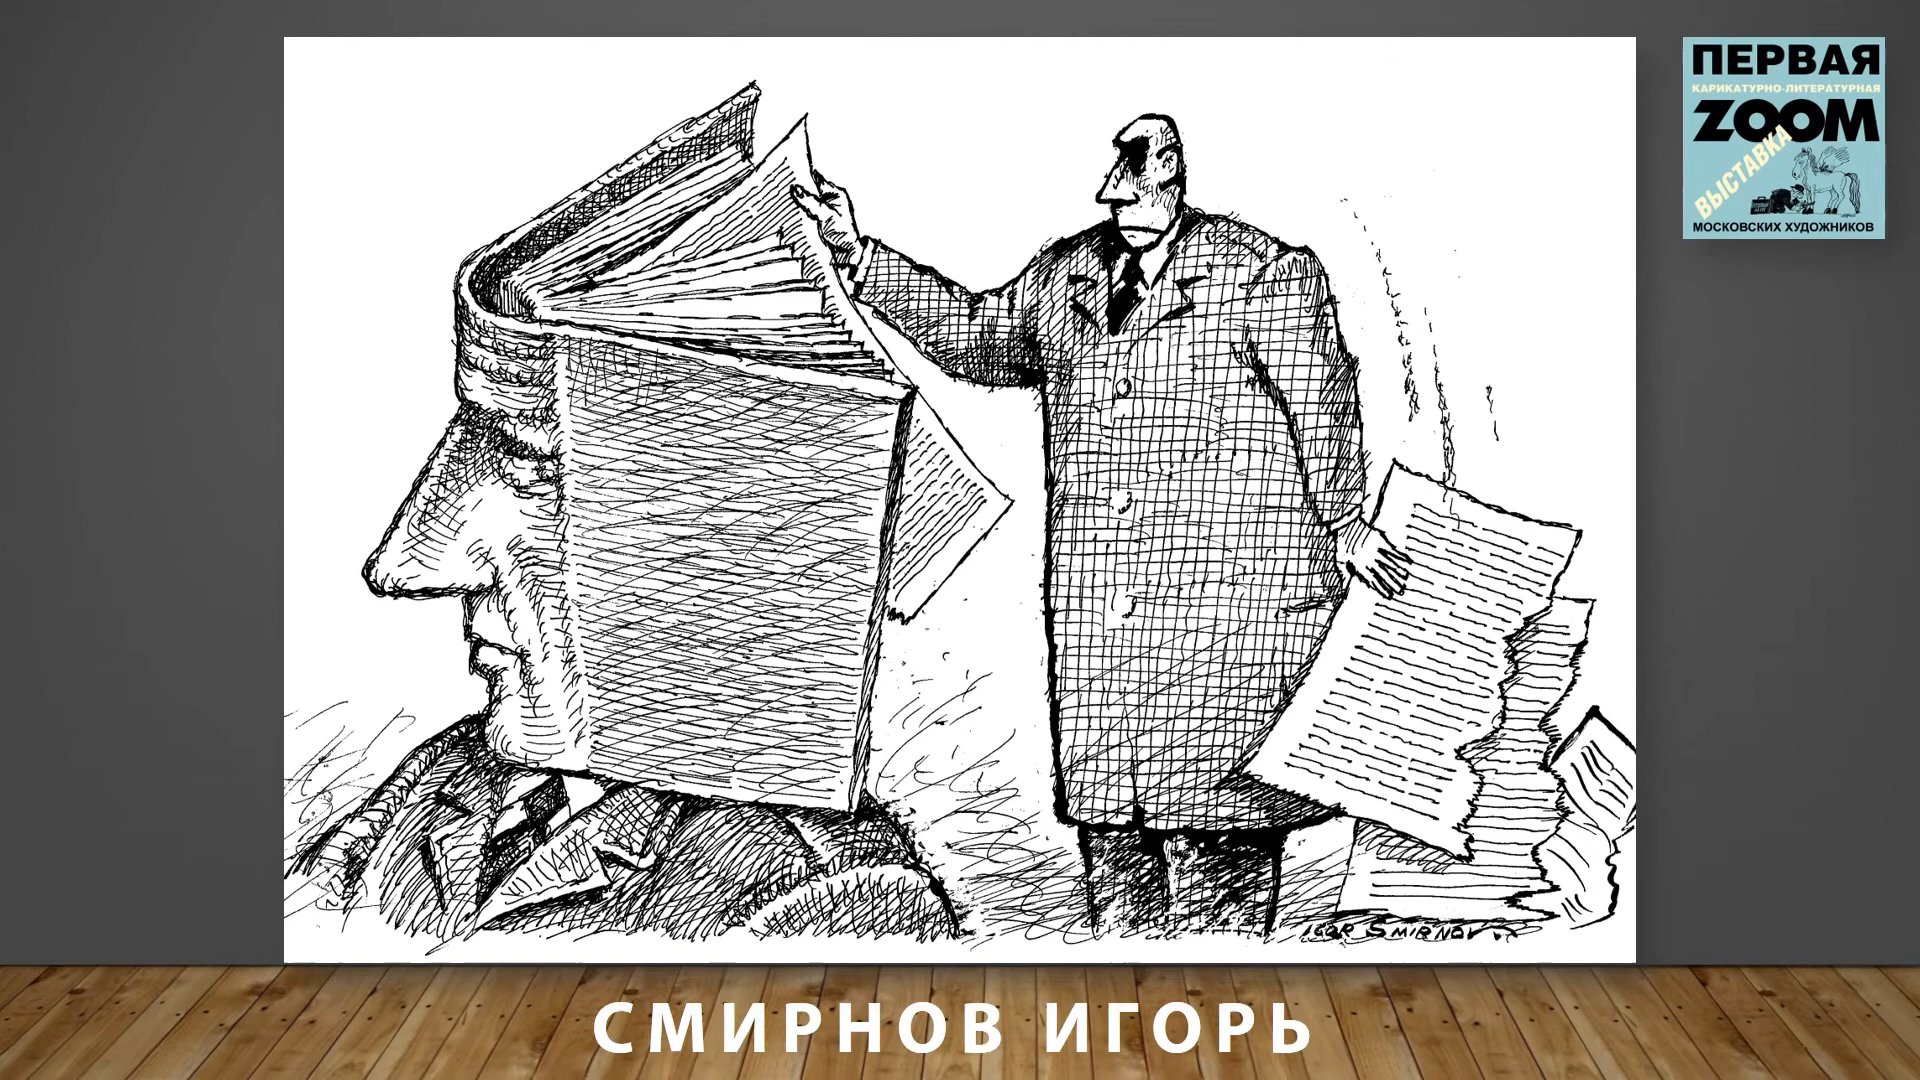 ПЕРВАЯ
КАРИКАТУРНО-ЛИТЕРАТУРНАЯ
ZOOM
ВЫСТАВКА
МОСКОВСКИХ ХУДОЖНИКОВ
IGOR SMIRNOV
СМИРНОВ ИГОРЬ